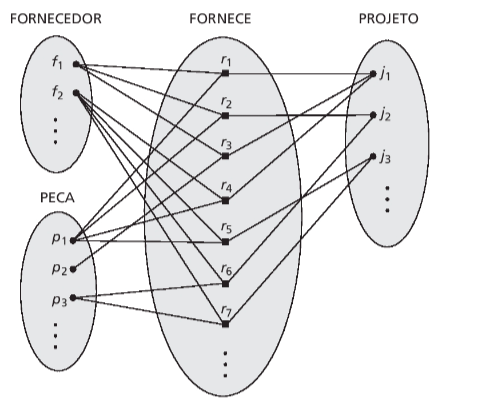 FORNECEDOR
f1
f2
PECA
p1
p2
p3
FORNECE
r1
r2
r3
r4
r5
r6
r7
PROJETO
j1
j2
j3